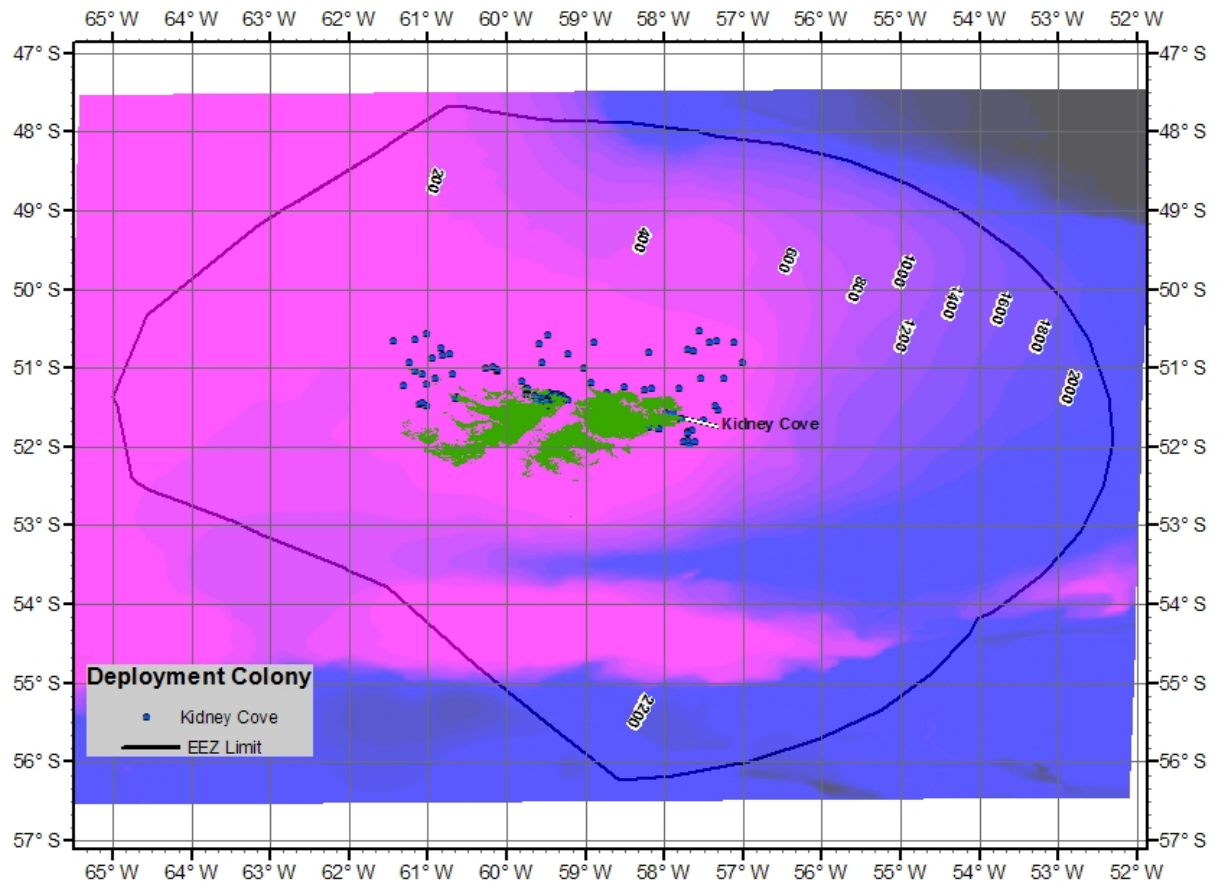 65° W 64° W 63° W 62° W 61° W 60° W 59° W 58° W 57° W 56° W 55° W 54° W 53° W 52° W
47° S 47° S
48° S 48° S
200
49° S 49° S
400
600
1000
50° S 800 1400 50° S
1600
1200 1800
51° S 2000 51° S
Kidney Cove
52° S 52° S
53° S 53° S
54° S 54° S
Deployment Colony
55° S 55° S
Kidney Cove 2200
EEZ Limit
56° S 56° S
57° S 57° S
65° W 64° W 63° W 62° W 61° W 60° W 59° W 58° W 57° W 56° W 55° W 54° W 53° W 52° W